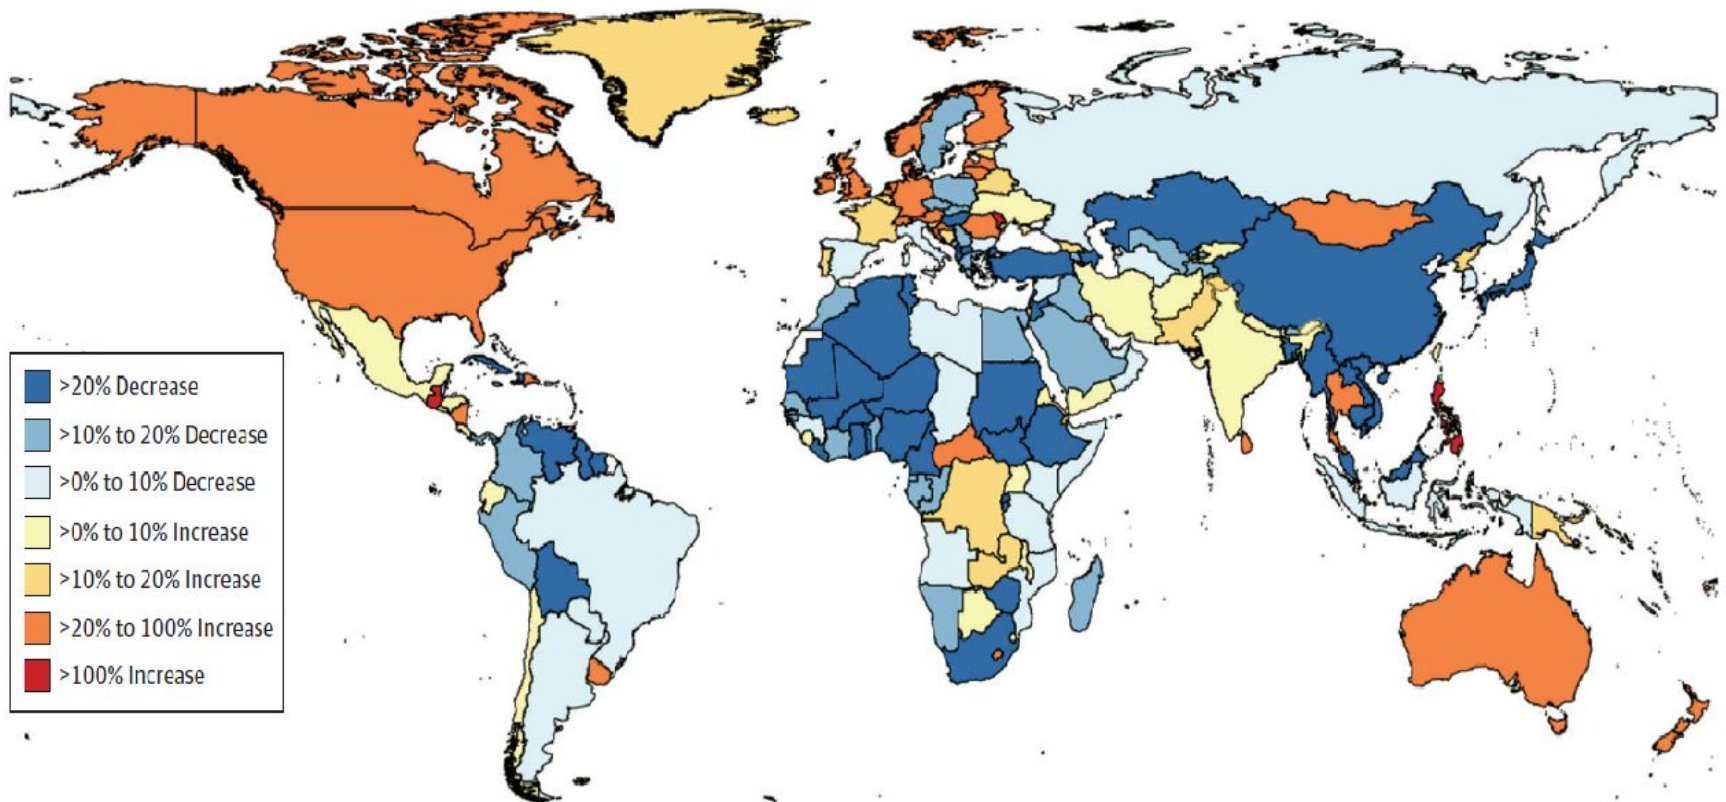 >20% Decrease
>10% to 20% Decrease
>0% to 10% Decrease
>0% to 10% Increase
>10% to 20% Increase
>20% to 100% Increase
>100% Increase